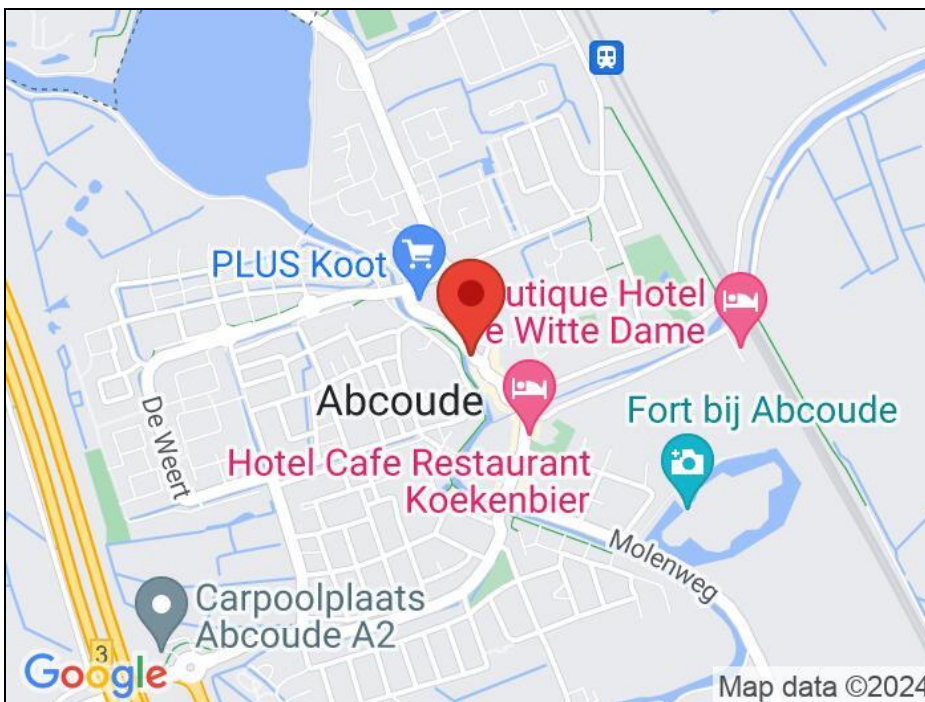 PLUS Koot
utique Hotel
e Witte Dame
Abcoude
Fort bij Abcoude
De Weert
Hotel Cafe Restaurant
Koekenbier
Molenweg
Carpoolplaats
Abcoude A2
3
Google
Map data ©2024